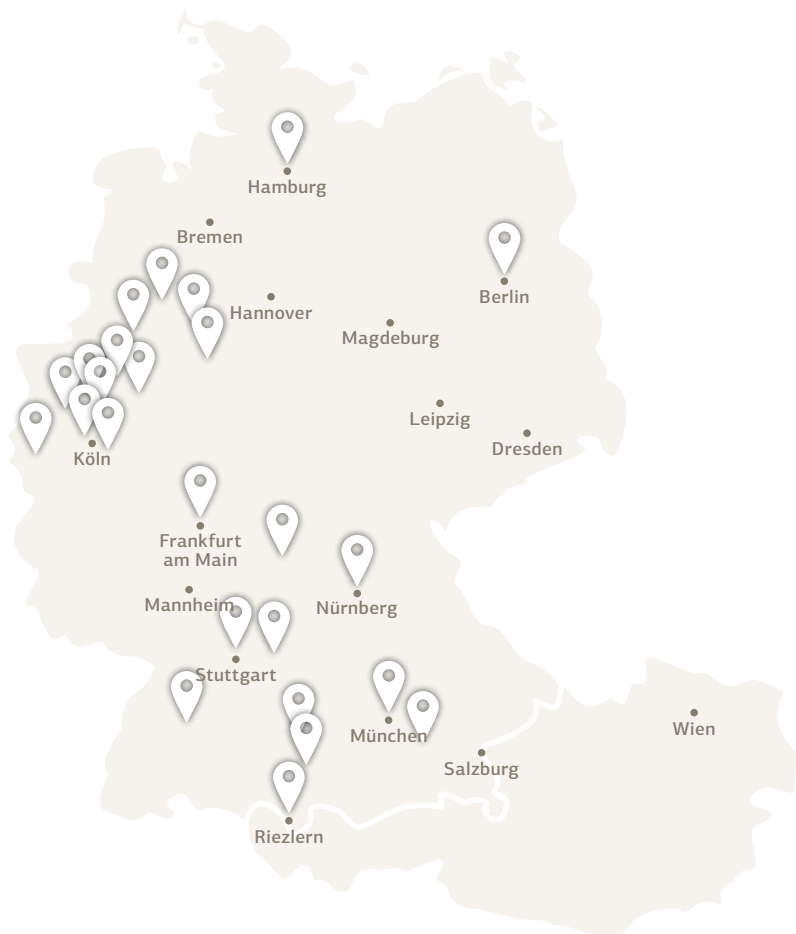 Hamburg
Bremen
Berlin
Hannover
Magdeburg
Leipzig
Dresden
Köln
Frankfurt
am Main
Mannheim
Nürnberg
Stuttgart
München
Wien
Salzburg
Riezlern